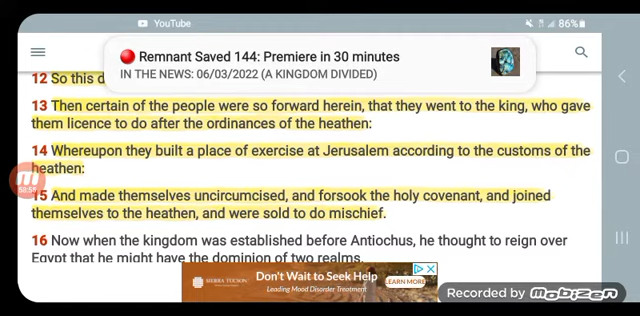 YouTube
86%
Remnant Saved 144: Premiere in 30 minutes
IN THE NEWS: 06/03/2022 (A KINGDOM DIVIDED)
12 So this d
13 Then certain of the people were so forward herein, that they went to the king, who gave
them licence to do after the ordinances of the heathen:
14 Whereupon they built a place of exercise at Jerusalem according to the customs of the
heathen:
58:59
15 And made themselves uncircumcised, and forsook the holy covenant, and joined
themselves to the heathen, and were sold to do mischief.
16 Now when the kingdom was established before Antiochus, he thought to reign over
Egypt that he might have the dominion of two realms.
SIERRA TUCSON
Don't Wait to Seek Help
Leading Mood Disorder Treatment
LEARN MORE
Recorded by Mobizen